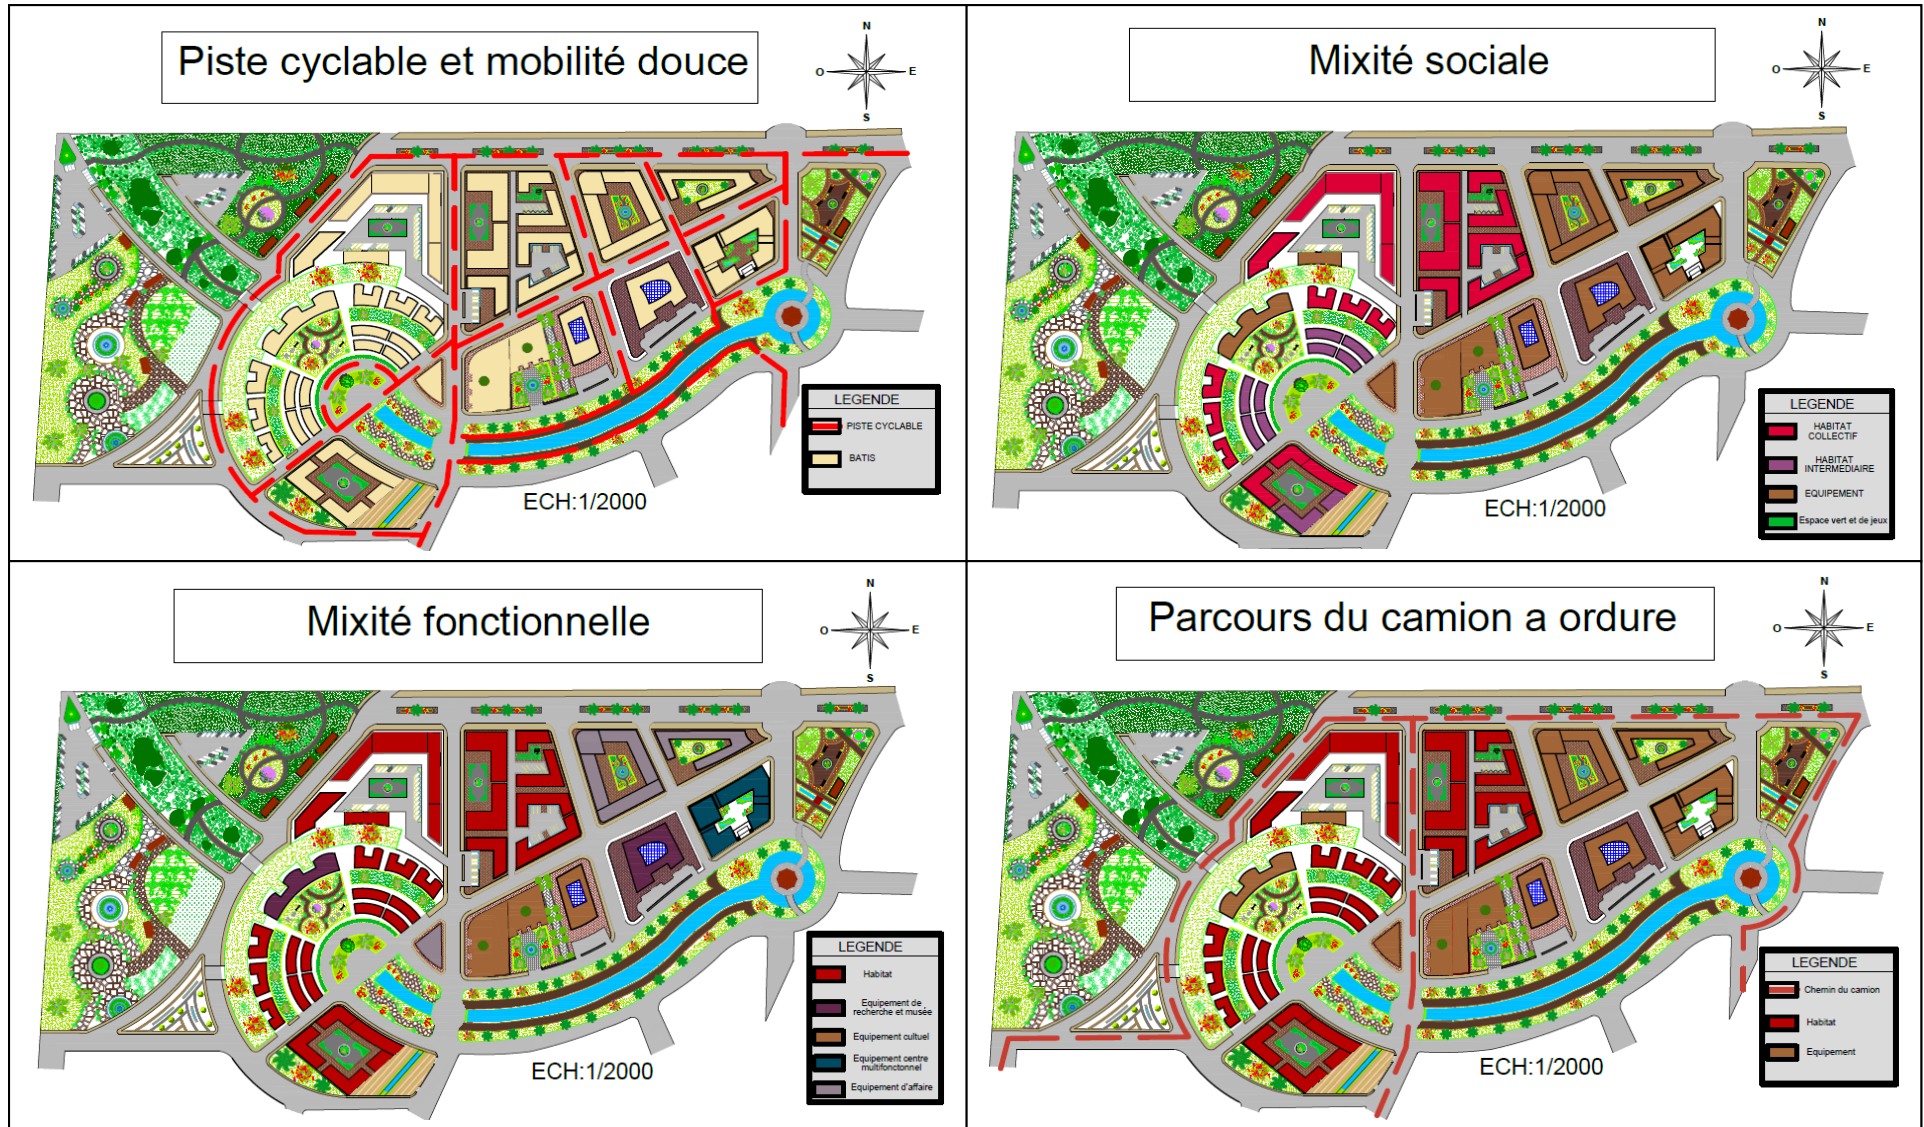 Piste cyclable et mobilité douce
N
O
E
S
LEGENDE
PISTE CYCLABLE
BATIS
ECH:1/2000
Mixité sociale
N
O
E
S
LEGENDE
HABITAT
COLLECTIF
HABITAT
INTERMEDIAIRE
EQUIPEMENT
Espace vert et de jeux
ECH:1/2000
Mixité fonctionnelle
N
O
E
S
LEGENDE
Habitat
Equipement de
recherche et musée
Equipement cultuel
Equipement centre
multifonctonnel
Equipement d'affaire
ECH:1/2000
Parcours du camion a ordure
N
O
E
S
LEGENDE
Chemin du camion
Habitat
Equipement
ECH:1/2000